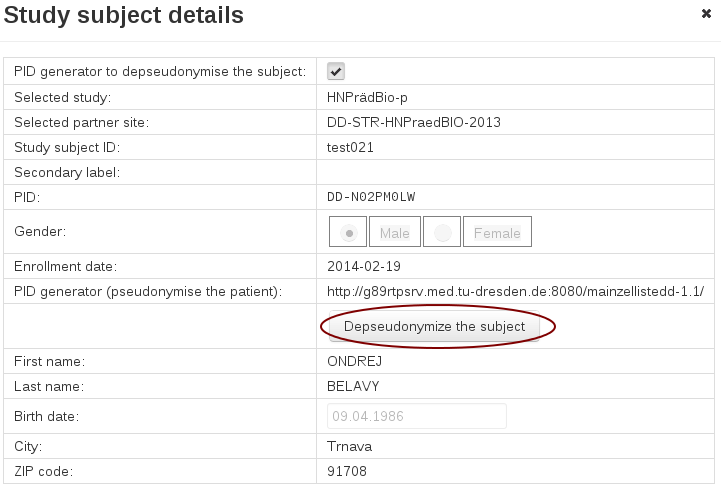 Study subject details
PID generator to depseudonymise the subject:
Selected study: HNPrädBio-p
Selected partner site: DD-STR-HNPraedBIO-2013
Study subject ID: test021
Secondary label:
PID: DD-N02PM0LW
Gender: Male Female
Enrollment date: 2014-02-19
PID generator (pseudonymise the patient): http://g89rtpsrv.med.tu-dresden.de:8080/mainzellistedd-1.1/
Depseudonymize the subject
First name: ONDREJ
Last name: BELAVY
Birth date: 09.04.1986
City: Trnava
ZIP code: 91708